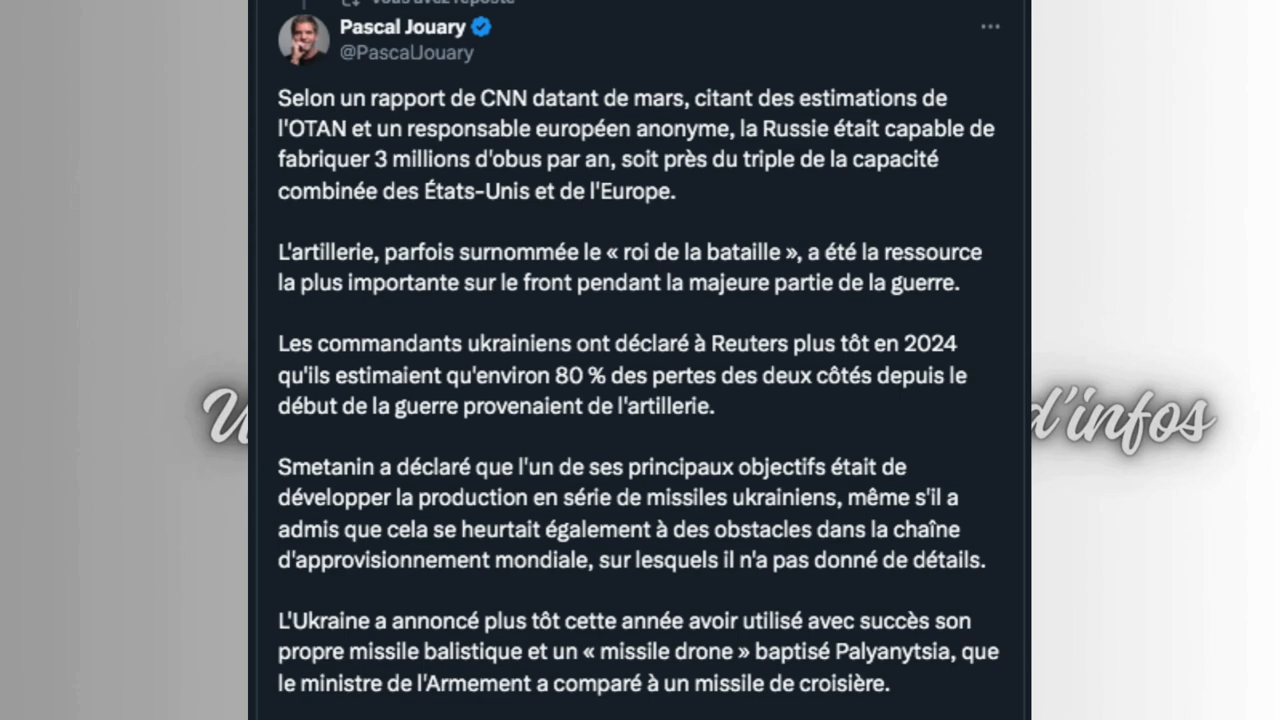 Vous avez reposté
Pascal Jouary
@PascalJouary
Selon un rapport de CNN datant de mars, citant des estimations de
l'OTAN et un responsable européen anonyme, la Russie était capable de
fabriquer 3 millions d'obus par an, soit près du triple de la capacité
combinée des États-Unis et de l'Europe.
L'artillerie, parfois surnommée le « roi de la bataille », a été la ressource
la plus importante sur le front pendant la majeure partie de la guerre.
Les commandants ukrainiens ont déclaré à Reuters plus tôt en 2024
qu'ils estimaient qu'environ 80 % des pertes des deux côtés depuis le
début de la guerre provenaient de l'artillerie.
Smetanin a déclaré que l'un de ses principaux objectifs était de
développer la production en série de missiles ukrainiens, même s'il a
admis que cela se heurtait également à des obstacles dans la chaîne
d'approvisionnement mondiale, sur lesquels il n'a pas donné de détails.
L'Ukraine a annoncé plus tôt cette année avoir utilisé avec succès son
propre missile balistique et un « missile drone » baptisé Palyanytsia, que
le ministre de l'Armement a comparé à un missile de croisière.
d'infos